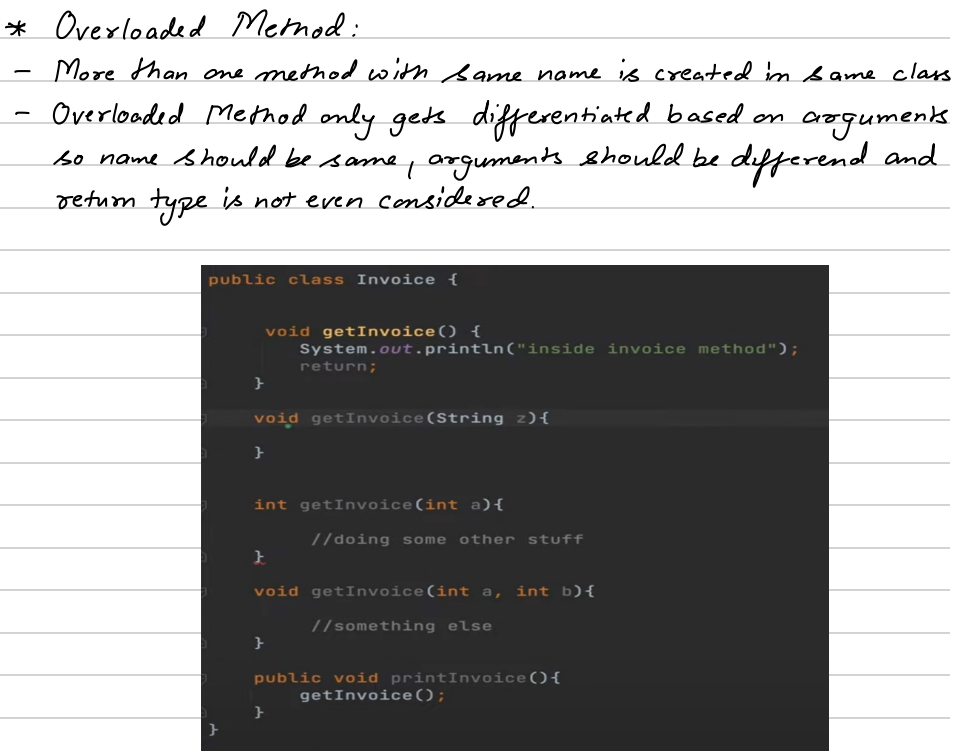 * Overloaded Method:
- More than one method with same name is created in same class
- Overloaded Method only gets differentiated based on arguments
so name should be same, arguments should be differend and
return type is not even considered.
public class Invoice {
void getInvoice() {
System.out.println("inside invoice method");
return;
}
void getInvoice(String z){
}
int getInvoice(int a){
//doing some other stuff
}
void getInvoice(int a, int b){
//something else
}
public void printInvoice(){
getInvoice();
}
}